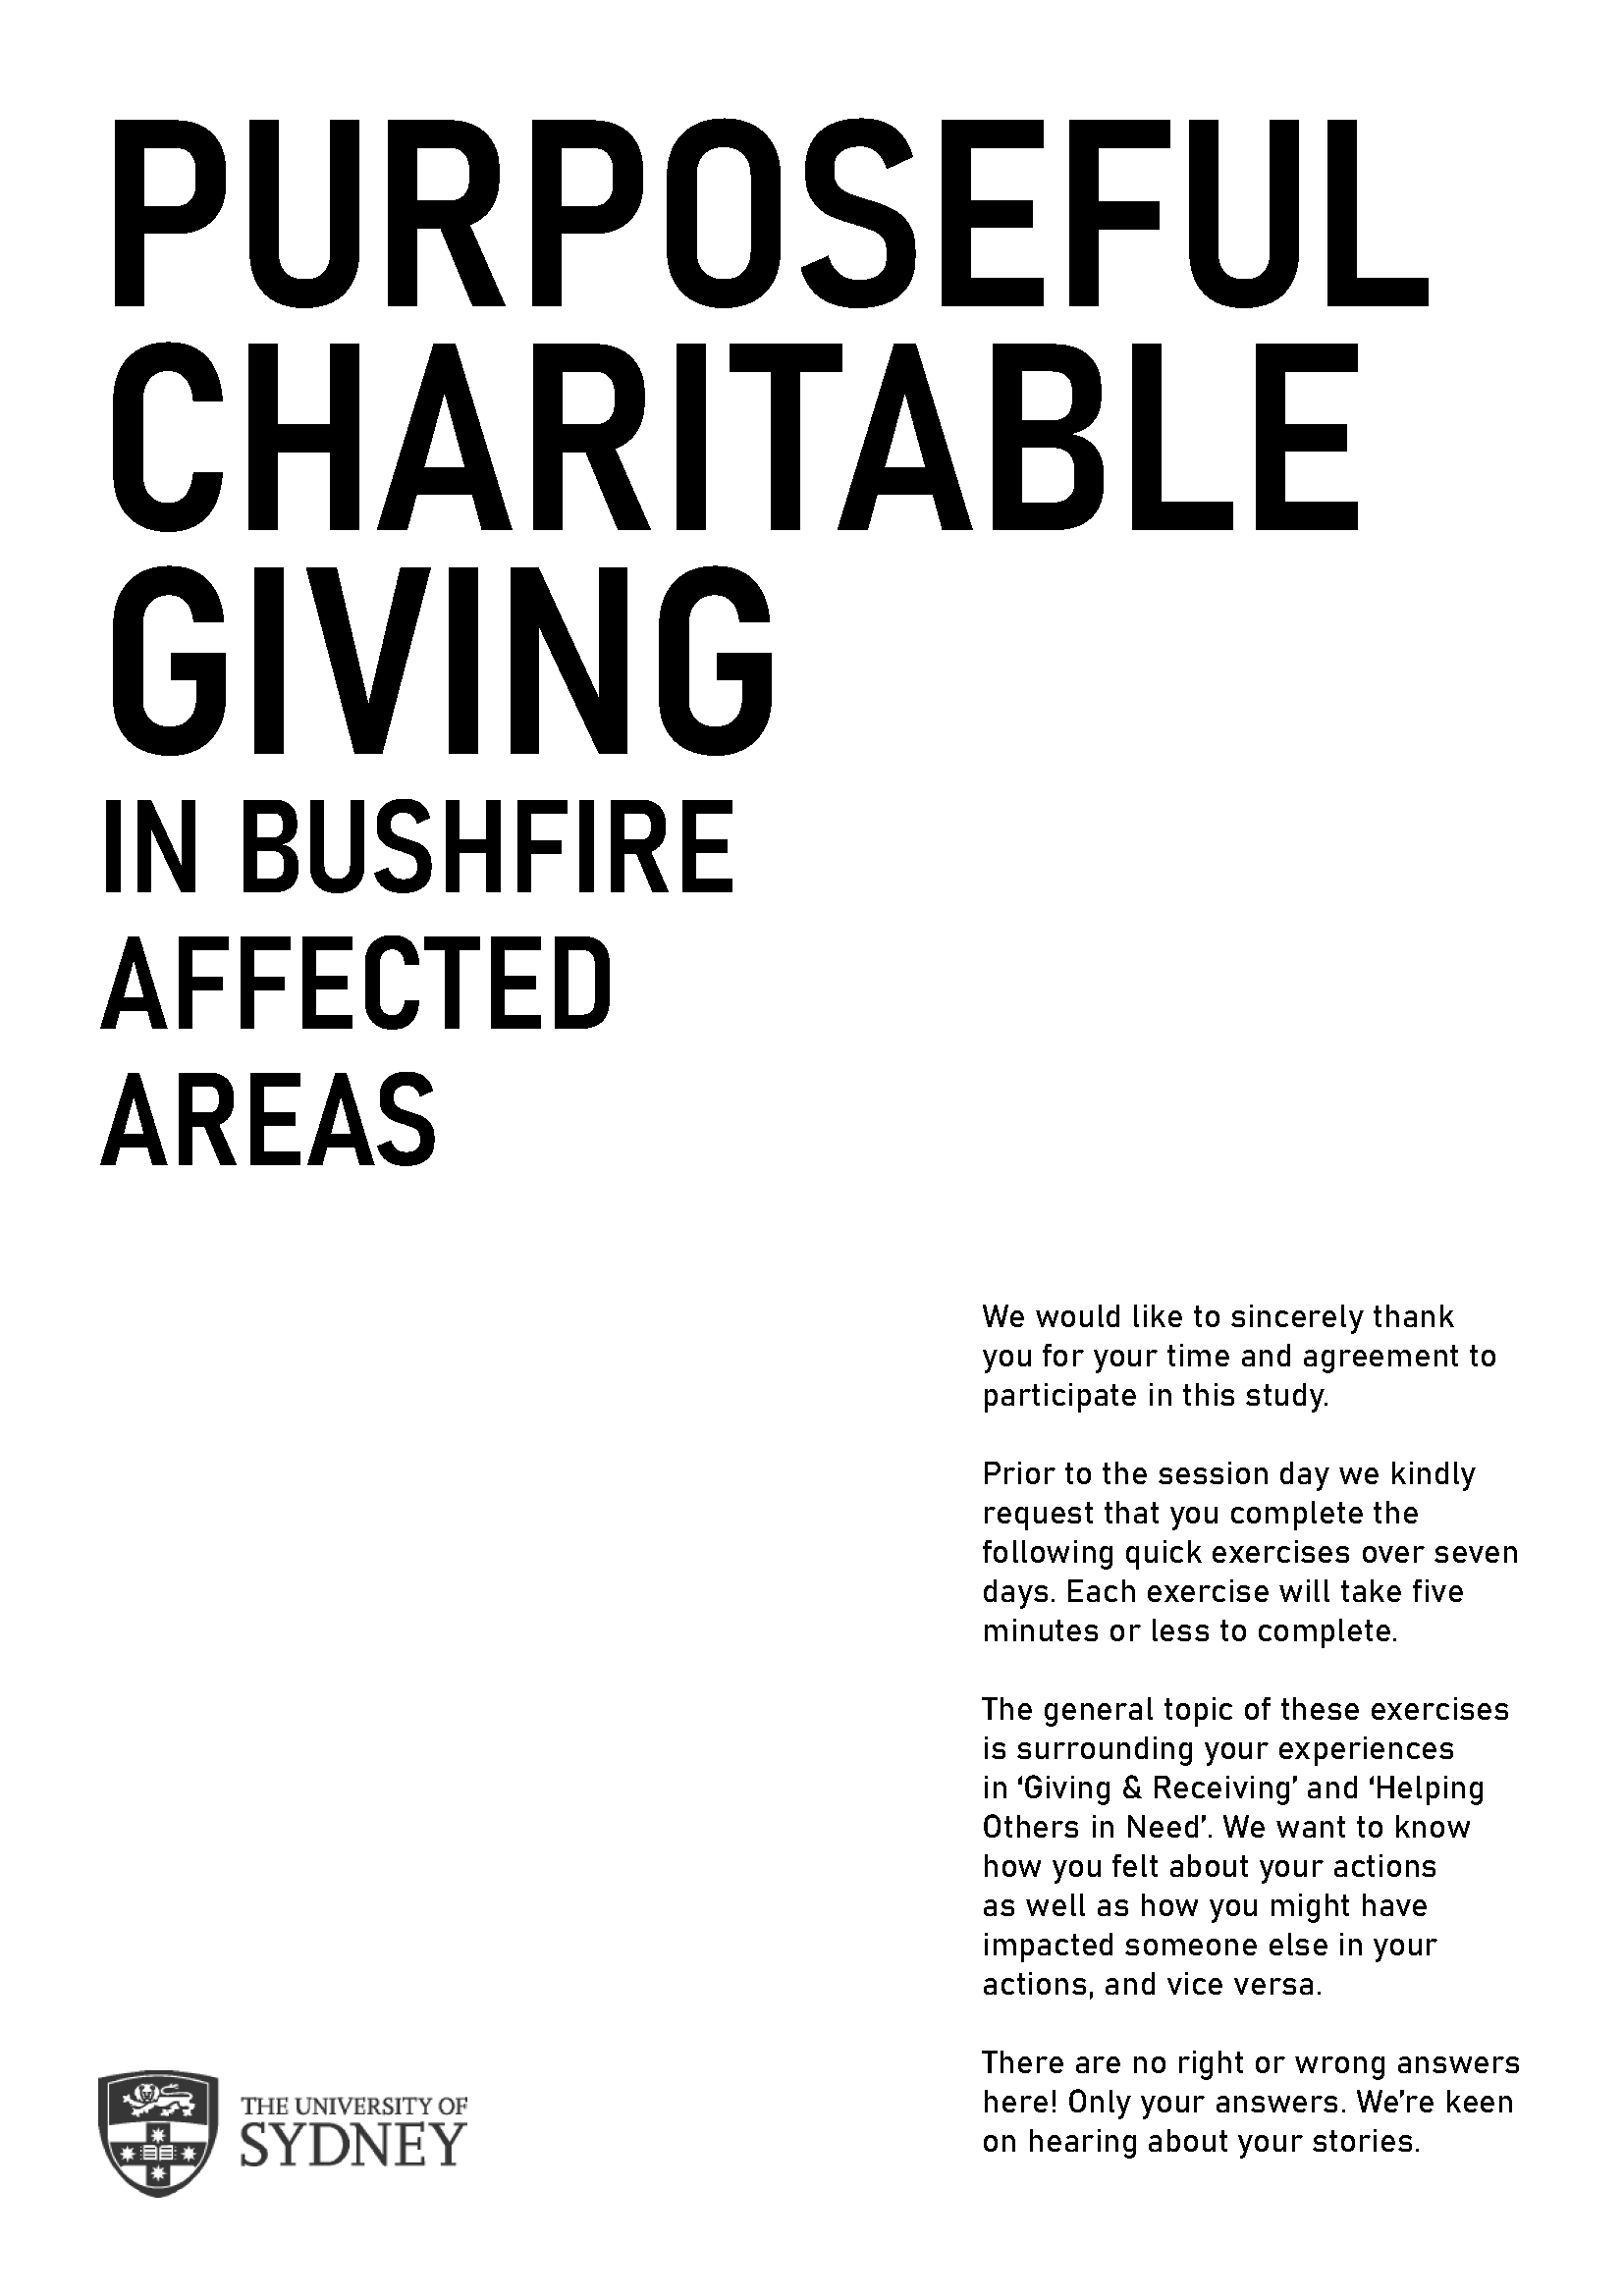 PURPOSEFUL
CHARITABLE
GIVING
IN BUSHFIRE
AFFECTED
AREAS
We would like to sincerely thank
you for your time and agreement to
participate in this study.
Prior to the session day we kindly
request that you complete the
following quick exercises over seven
days. Each exercise will take five
minutes or less to complete.
The general topic of these exercises
is surrounding your experiences
in ‘Giving & Receiving’ and ‘Helping
Others in Need’. We want to know
how you felt about your actions
as well as how you might have
impacted someone else in your
actions, and vice versa.
There are no right or wrong answers
here! Only your answers. We’re keen
on hearing about your stories.
THE UNIVERSITY OF
SYDNEY